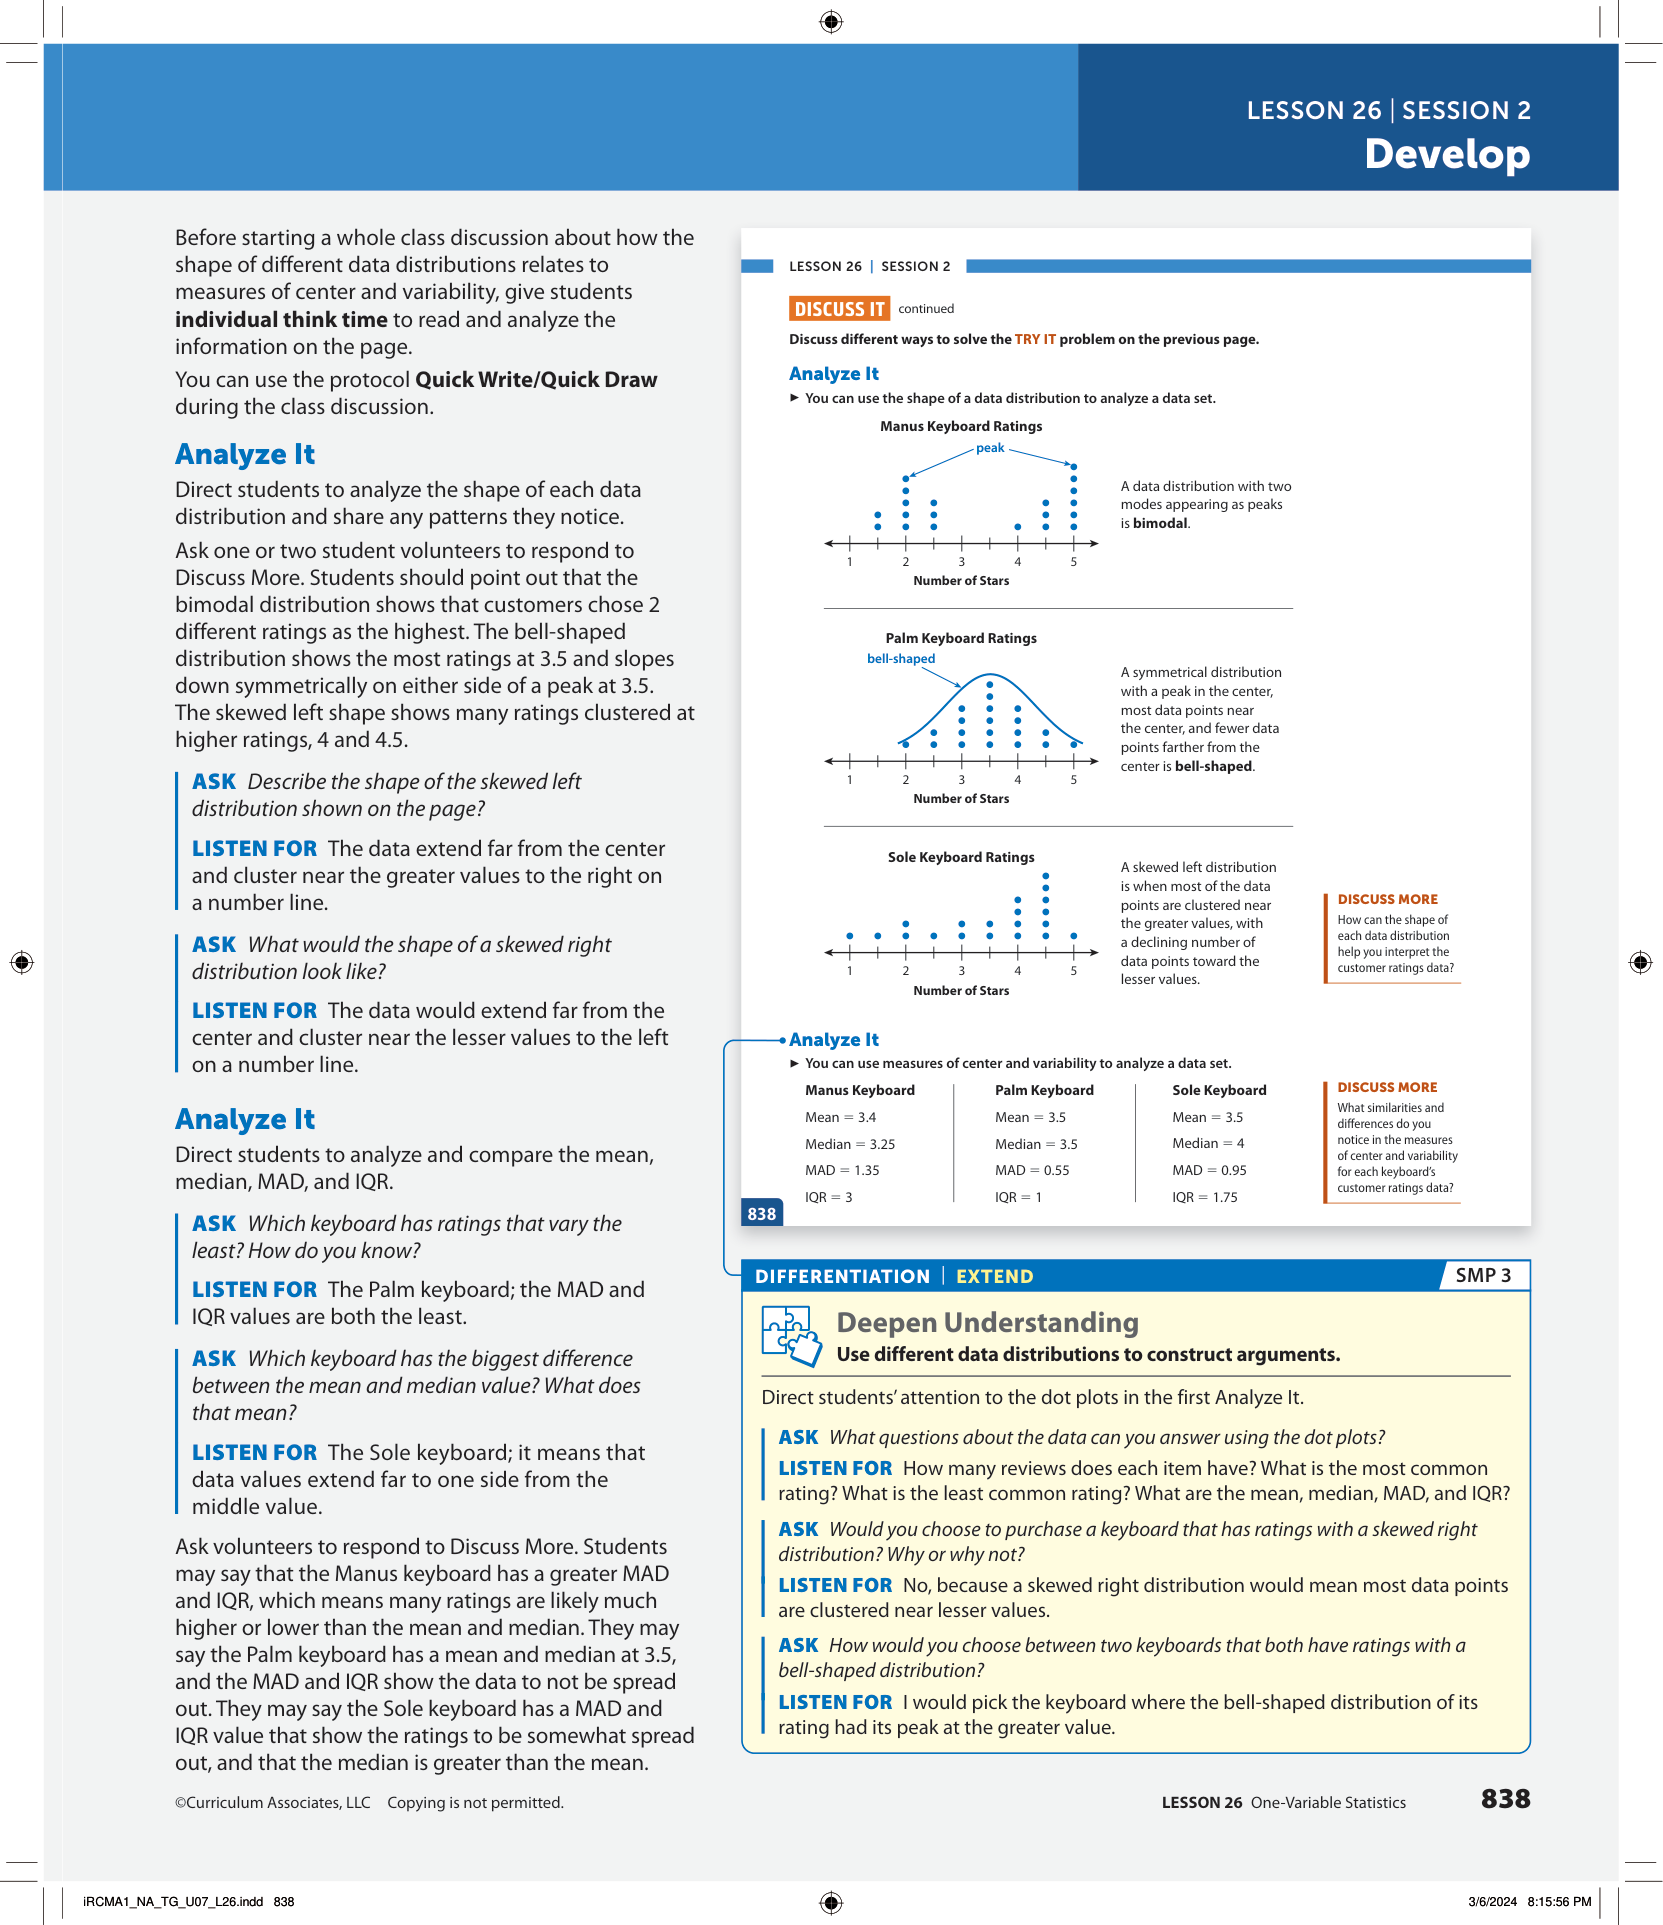 LESSON 26 | SESSION 2
Develop
Before starting a whole class discussion about how the
shape of different data distributions relates to
measures of center and variability, give students
individual think time to read and analyze the
information on the page.
You can use the protocol Quick Write/Quick Draw
during the class discussion.
Analyze It
Direct students to analyze the shape of each data
distribution and share any patterns they notice.
Ask one or two student volunteers to respond to
Discuss More. Students should point out that the
bimodal distribution shows that customers chose 2
different ratings as the highest. The bell-shaped
distribution shows the most ratings at 3.5 and slopes
down symmetrically on either side of a peak at 3.5.
The skewed left shape shows many ratings clustered at
higher ratings, 4 and 4.5.
ASK Describe the shape of the skewed left
distribution shown on the page?
LISTEN FOR The data extend far from the center
and cluster near the greater values to the right on
a number line.
ASK What would the shape of a skewed right
distribution look like?
LISTEN FOR The data would extend far from the
center and cluster near the lesser values to the left
on a number line.
Analyze It
Direct students to analyze and compare the mean,
median, MAD, and IQR.
ASK Which keyboard has ratings that vary the
least? How do you know?
LISTEN FOR The Palm keyboard; the MAD and
IQR values are both the least.
ASK Which keyboard has the biggest difference
between the mean and median value? What does
that mean?
LISTEN FOR The Sole keyboard; it means that
data values extend far to one side from the
middle value.
Ask volunteers to respond to Discuss More. Students
may say that the Manus keyboard has a greater MAD
and IQR, which means many ratings are likely much
higher or lower than the mean and median. They may
say the Palm keyboard has a mean and median at 3.5,
and the MAD and IQR show the data to not be spread
out. They may say the Sole keyboard has a MAD and
IQR value that show the ratings to be somewhat spread
out, and that the median is greater than the mean.
LESSON 26 | SESSION 2
DISCUSS IT continued
Discuss different ways to solve the TRY IT problem on the previous page.
Analyze It
► You can use the shape of a data distribution to analyze a data set.
Manus Keyboard Ratings
peak
1 2 3 4 5
Number of Stars
A data distribution with two
modes appearing as peaks
is bimodal.
Palm Keyboard Ratings
bell-shaped
1 2 3 4 5
Number of Stars
A symmetrical distribution
with a peak in the center,
most data points near
the center, and fewer data
points farther from the
center is bell-shaped.
Sole Keyboard Ratings
1 2 3 4 5
Number of Stars
A skewed left distribution
is when most of the data
points are clustered near
the greater values, with
a declining number of
data points toward the
lesser values.
DISCUSS MORE
How can the shape of
each data distribution
help you interpret the
customer ratings data?
Analyze It
► You can use measures of center and variability to analyze a data set.
Manus Keyboard
Mean = 3.4
Median = 3.25
MAD = 1.35
IQR = 3
Palm Keyboard
Mean = 3.5
Median = 3.5
MAD = 0.55
IQR = 1
Sole Keyboard
Mean = 3.5
Median = 4
MAD = 0.95
IQR = 1.75
DISCUSS MORE
What similarities and
differences do you
notice in the measures
of center and variability
for each keyboard's
customer ratings data?
838
DIFFERENTIATION | EXTEND
SMP 3
Deepen Understanding
Use different data distributions to construct arguments.
Direct students' attention to the dot plots in the first Analyze It.
ASK What questions about the data can you answer using the dot plots?
LISTEN FOR How many reviews does each item have? What is the most common
rating? What is the least common rating? What are the mean, median, MAD, and IQR?
ASK Would you choose to purchase a keyboard that has ratings with a skewed right
distribution? Why or why not?
LISTEN FOR No, because a skewed right distribution would mean most data points
are clustered near lesser values.
ASK How would you choose between two keyboards that both have ratings with a
bell-shaped distribution?
LISTEN FOR I would pick the keyboard where the bell-shaped distribution of its
rating had its peak at the greater value.
©Curriculum Associates, LLC Copying is not permitted.
LESSON 26 One-Variable Statistics 838
iRCMA1_NA_TG_U07_L26.indd 838
3/6/2024 8:15:56 PM